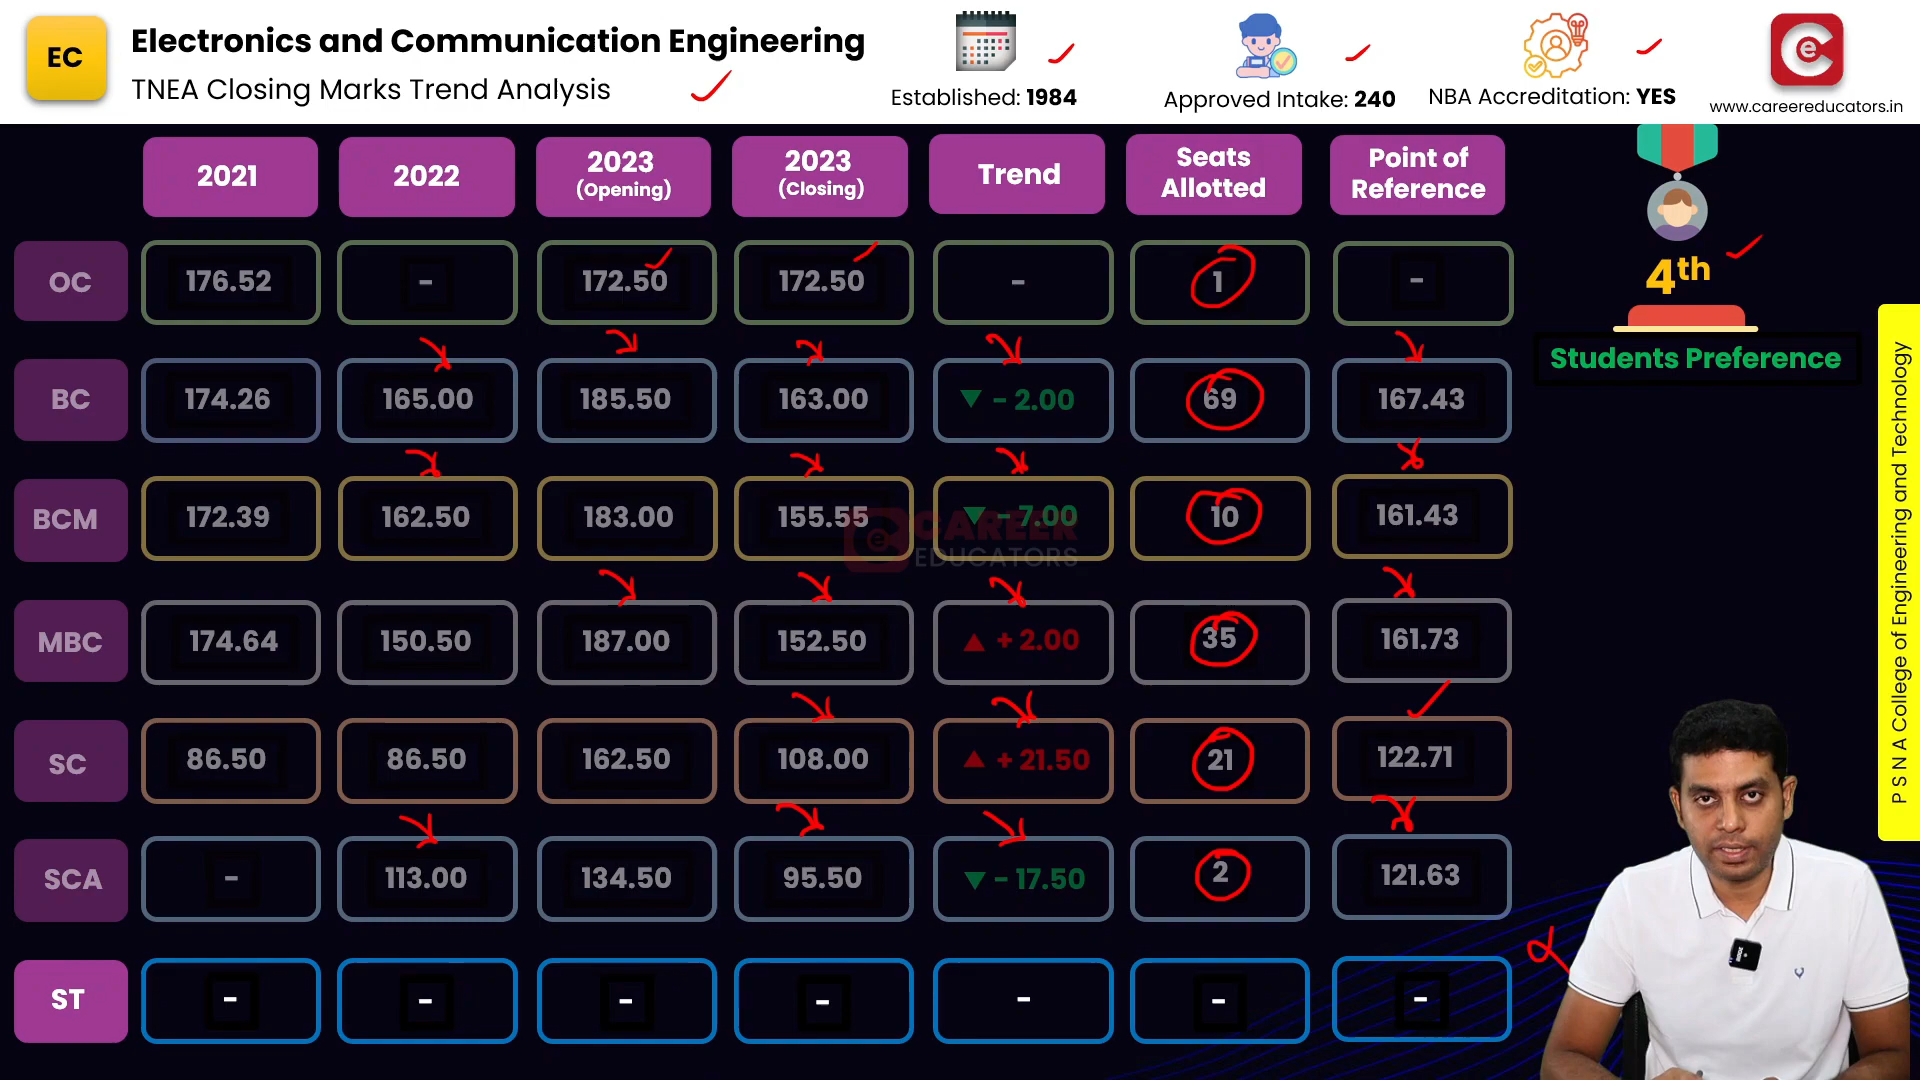 EC
Electronics and Communication Engineering
TNEA Closing Marks Trend Analysis
Established: 1984
Approved Intake: 240
NBA Accreditation: YES
e
www.careereducators.in
2021
2022
2023
(Opening)
2023
(Closing)
Trend
Seats
Allotted
Point of
Reference
OC
176.52
-
172.50
172.50
-
1
-
BC
174.26
165.00
185.50
163.00
▼ - 2.00
69
167.43
BCM
172.39
162.50
183.00
155.55
▼ - 7.00
10
161.43
MBC
174.64
150.50
187.00
152.50
▲ + 2.00
35
161.73
SC
86.50
86.50
162.50
108.00
▲ + 21.50
21
122.71
SCA
-
113.00
134.50
95.50
▼ - 17.50
2
121.63
ST
-
-
-
-
-
-
-
4th
Students Preference
P S N A College of Engineering and Technology
e CAREER
EDUCATORS